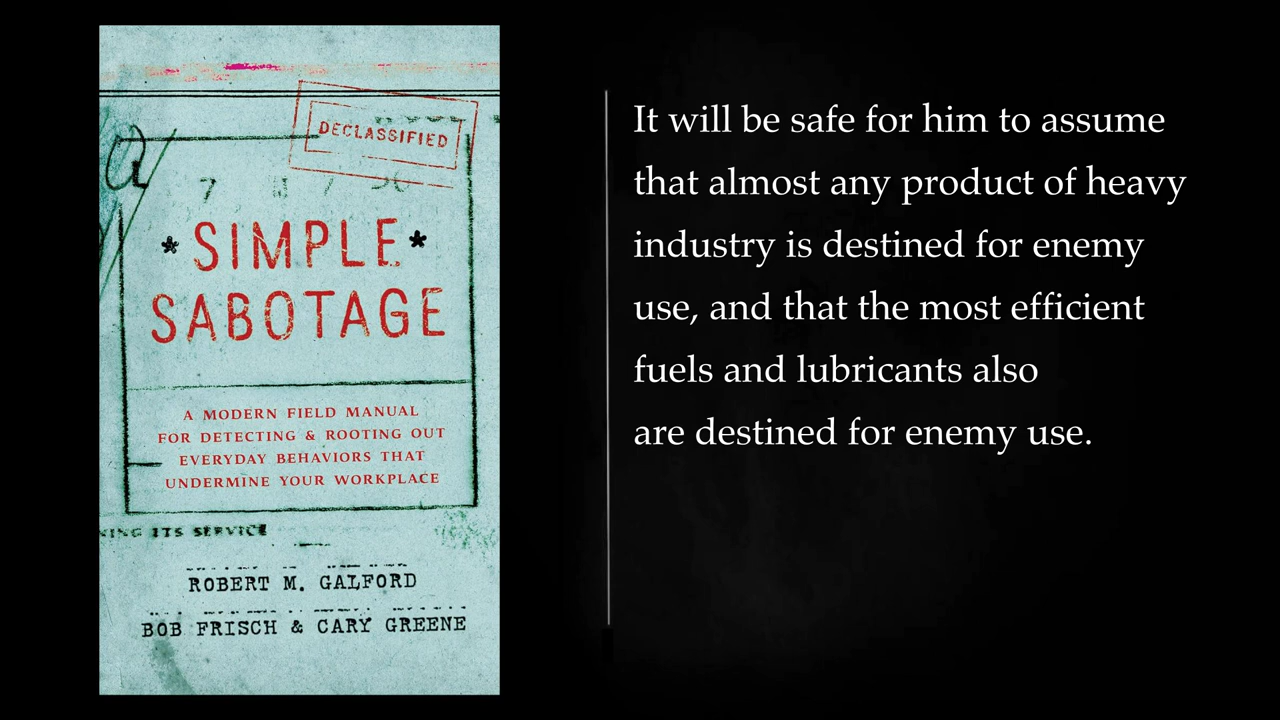 DECLASSIFIED
*SIMPLE*
SABOTAGE
A MODERN FIELD MANUAL
FOR DETECTING & ROOTING OUT
EVERYDAY BEHAVIORS THAT
UNDERMINE YOUR WORKPLACE
ITS SERVICE
ROBERT M. GALFORD
BOB FRISCH & CARY GREENE
It will be safe for him to assume
that almost any product of heavy
industry is destined for enemy
use, and that the most efficient
fuels and lubricants also
are destined for enemy use.